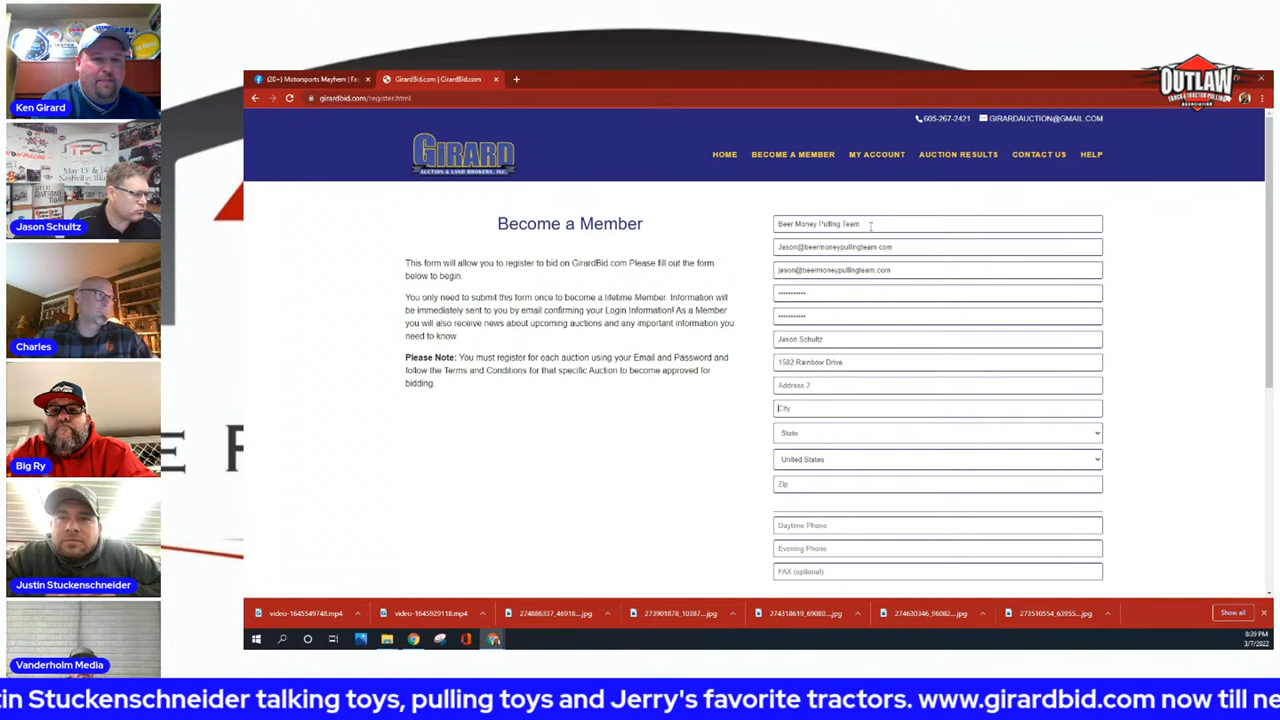 Ken Girard
Jason Schultz
Charles
Big Ry
Justin Stuckenschneider
Vanderholm Media
(20+) Motorsports Mayhem | Fac
GirardBid.com | GirardBid.com
girardbid.com/register.html
OUTLAW
TRUCK & TRACTOR PULLING
ASSOCIATION
605-267-2421 GIRARDAUCTION@GMAIL.COM
GIRARD
AUCTION & LAND BROKERS, INC.
HOME BECOME A MEMBER MY ACCOUNT AUCTION RESULTS CONTACT US HELP
Become a Member
This form will allow you to register to bid on GirardBid.com Please fill out the form
below to begin.
You only need to submit this form once to become a lifetime Member. Information will
be immediately sent to you by email confirming your Login Information! As a Member
you will also receive news about upcoming auctions and any important information you
need to know.
Please Note: You must register for each auction using your Email and Password and
follow the Terms and Conditions for that specific Auction to become approved for
bidding.
Beer Money Pulling Team
Jason@beermoneypullingteam.com
jason@beermoneypullingteam.com
Jason Schultz
1582 Rainbow Drive
Address 2
City
State
United States
Zip
Daytime Phone
Evening Phone
FAX (optional)
video-1645549748.mp4
video-1645929118.mp4
274886337_46918...jpg
273901878_10387...jpg
274318619_69080...jpg
274630346_96082...jpg
273510554_63955...jpg
Show all
8:39 PM
3/7/2022
tin Stuckenschneider talking toys, pulling toys and Jerry's favorite tractors. www.girardbid.com now till ne